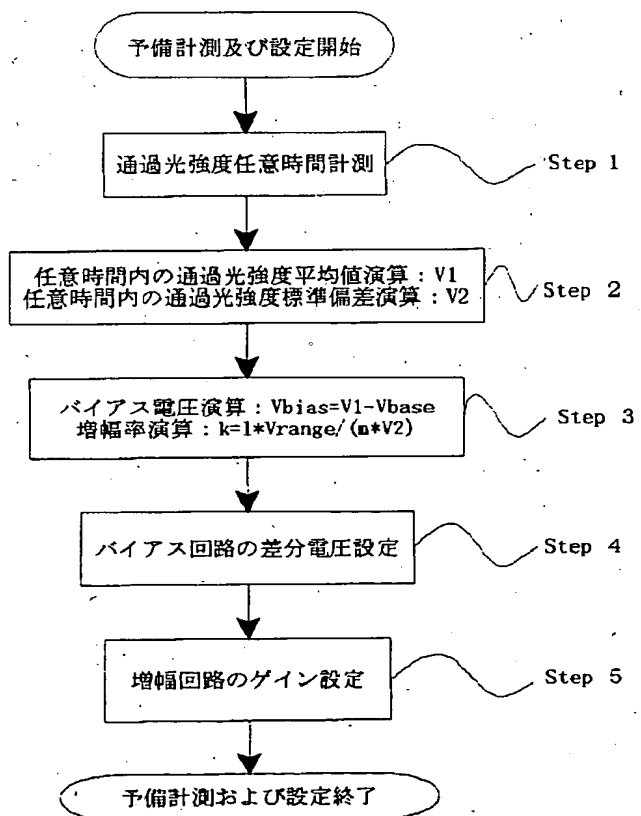 予備計測及び設定開始
通過光強度任意時間計測
Step 1
任意時間内の通過光強度平均値演算：V1
任意時間内の通過光強度標準偏差演算：V2
Step 2
バイアス電圧演算：Vbias=V1-Vbase
増幅率演算：k=l*Vrange/(m*V2)
Step 3
バイアス回路の差分電圧設定
Step 4
増幅回路のゲイン設定
Step 5
予備計測および設定終了